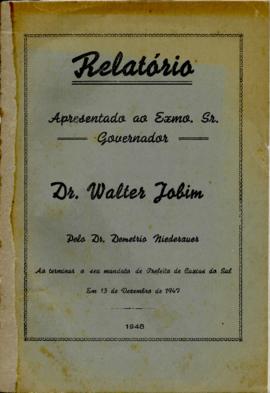 Relatório
Apresentado ao Exmo. Sr.
Governador
Dr. Walter Jobim
Pelo Dr. Demetrio Niederauer
Ao terminar o seu mandato de Prefeito de Caxias do Sul
Em 13 de Dezembro de 1947
1948